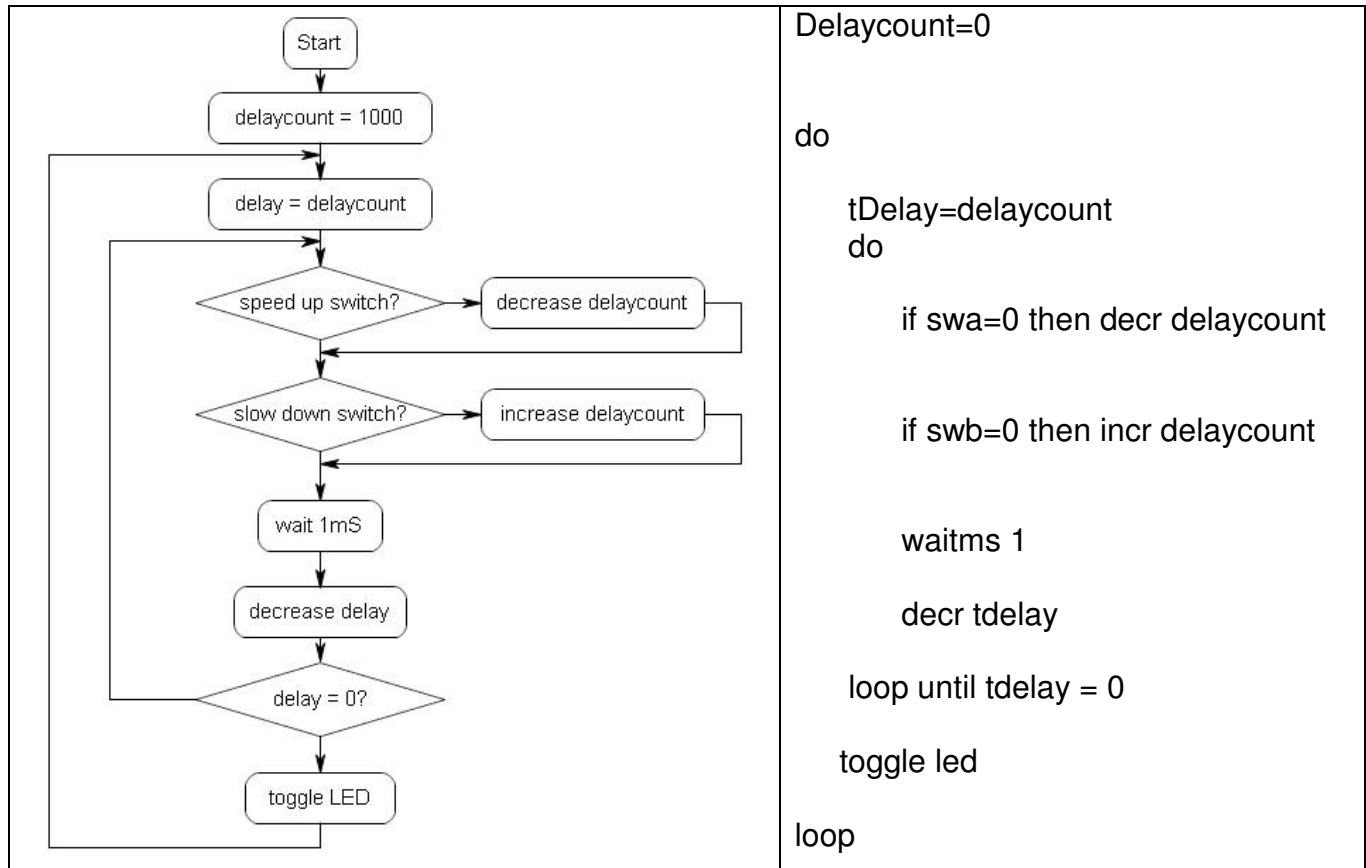 Start
delaycount = 1000
delay = delaycount
speed up switch?
decrease delaycount
slow down switch?
increase delaycount
wait 1mS
decrease delay
delay = 0?
toggle LED
Delaycount=0
do
tDelay=delaycount
do
if swa=0 then decr delaycount
if swb=0 then incr delaycount
waitms 1
decr tdelay
loop until tdelay = 0
toggle led
loop